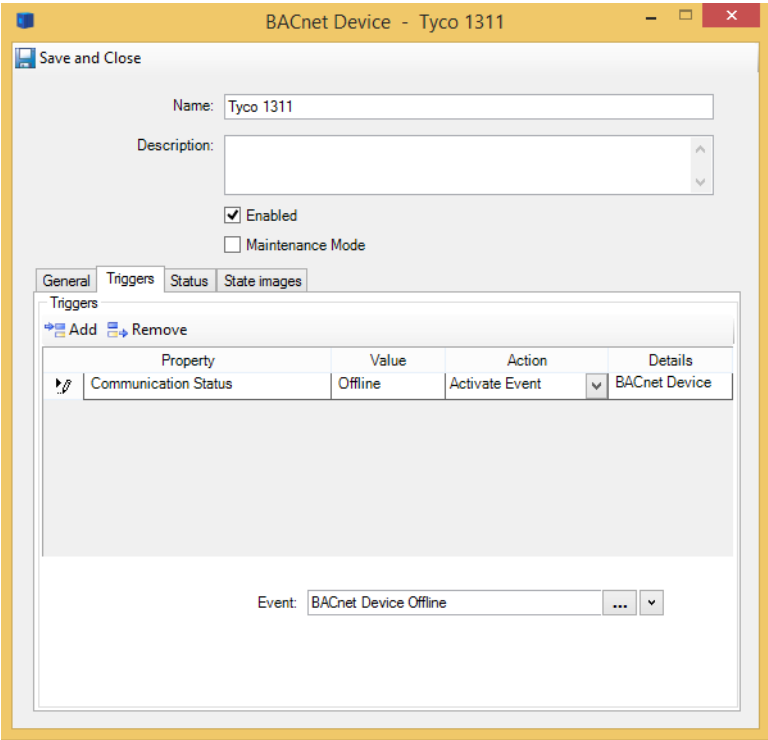 BACnet Device - Tyco 1311
Save and Close
Name: Tyco 1311
Description:
Enabled
Maintenance Mode
General Triggers Status State images
Triggers
Add Remove
Property Value Action Details
Communication Status Offline Activate Event BACnet Device
Event: BACnet Device Offline ...